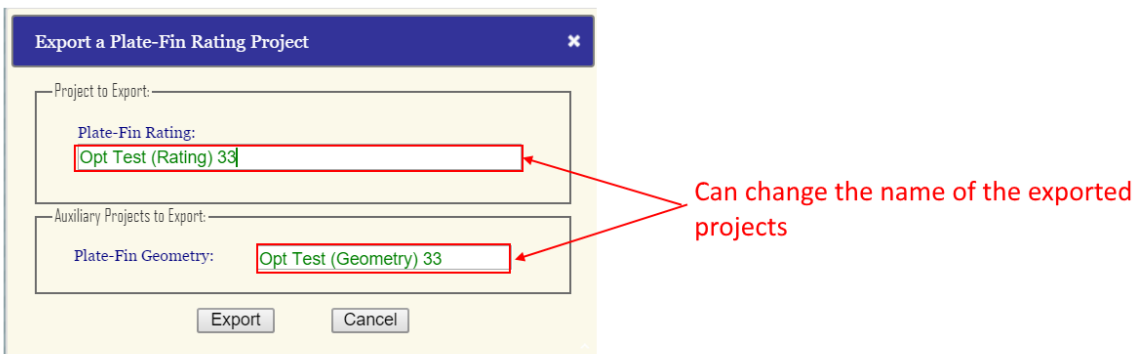 Export a Plate-Fin Rating Project ✖
Project to Export:
Plate-Fin Rating:
Opt Test (Rating) 33
Can change the name of the exported
projects
Auxiliary Projects to Export:
Plate-Fin Geometry: Opt Test (Geometry) 33
Export Cancel